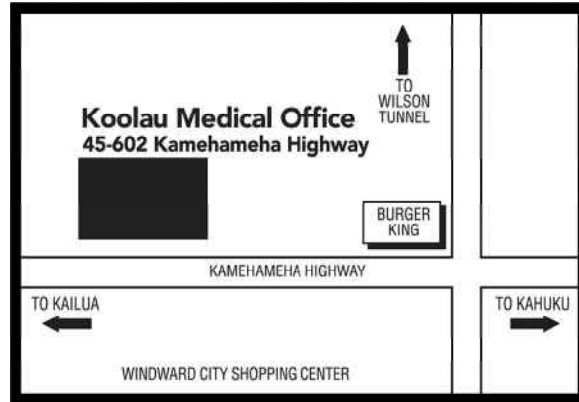 TO
WILSON
TUNNEL
Koolau Medical Office
45-602 Kamehameha Highway
BURGER
KING
KAMEHAMEHA HIGHWAY
TO KAILUA
TO KAHUKU
WINDWARD CITY SHOPPING CENTER